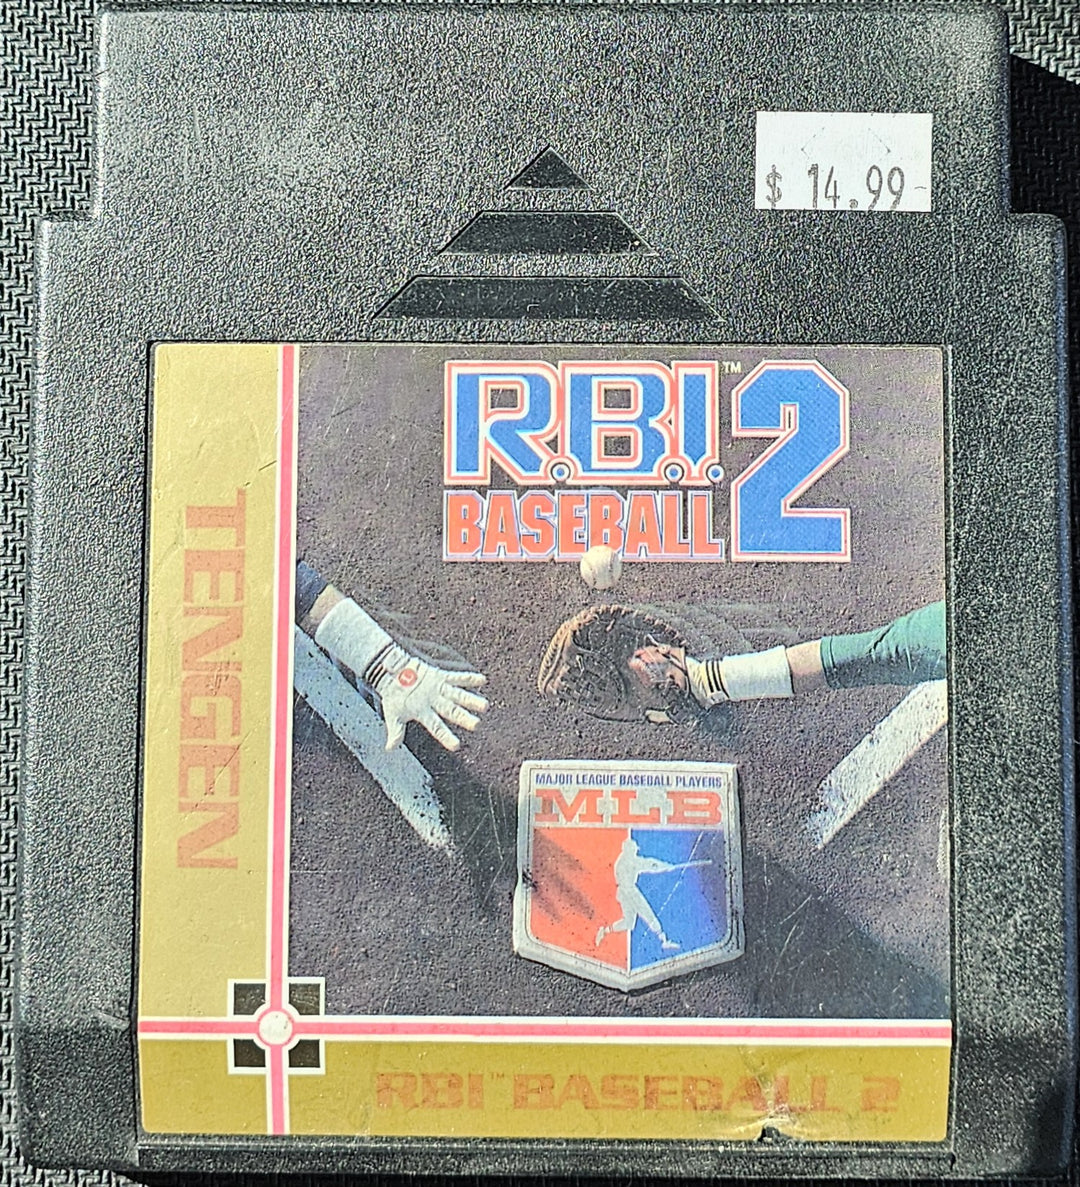 $ 14.99
R.B.I.™ 2
BASEBALL
TENGEN
MAJOR LEAGUE BASEBALL PLAYERS
MLB
RBI™ BASEBALL 2